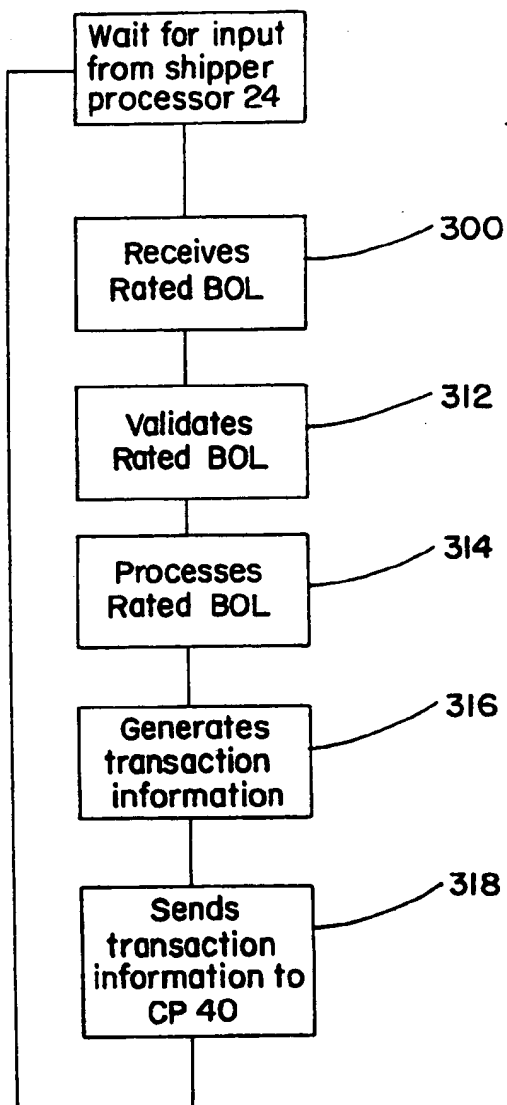 Wait for input
from shipper
processor 24
Receives
Rated BOL
300
Validates
Rated BOL
312
Processes
Rated BOL
314
Generates
transaction
information
316
Sends
transaction
information to
CP 40
318